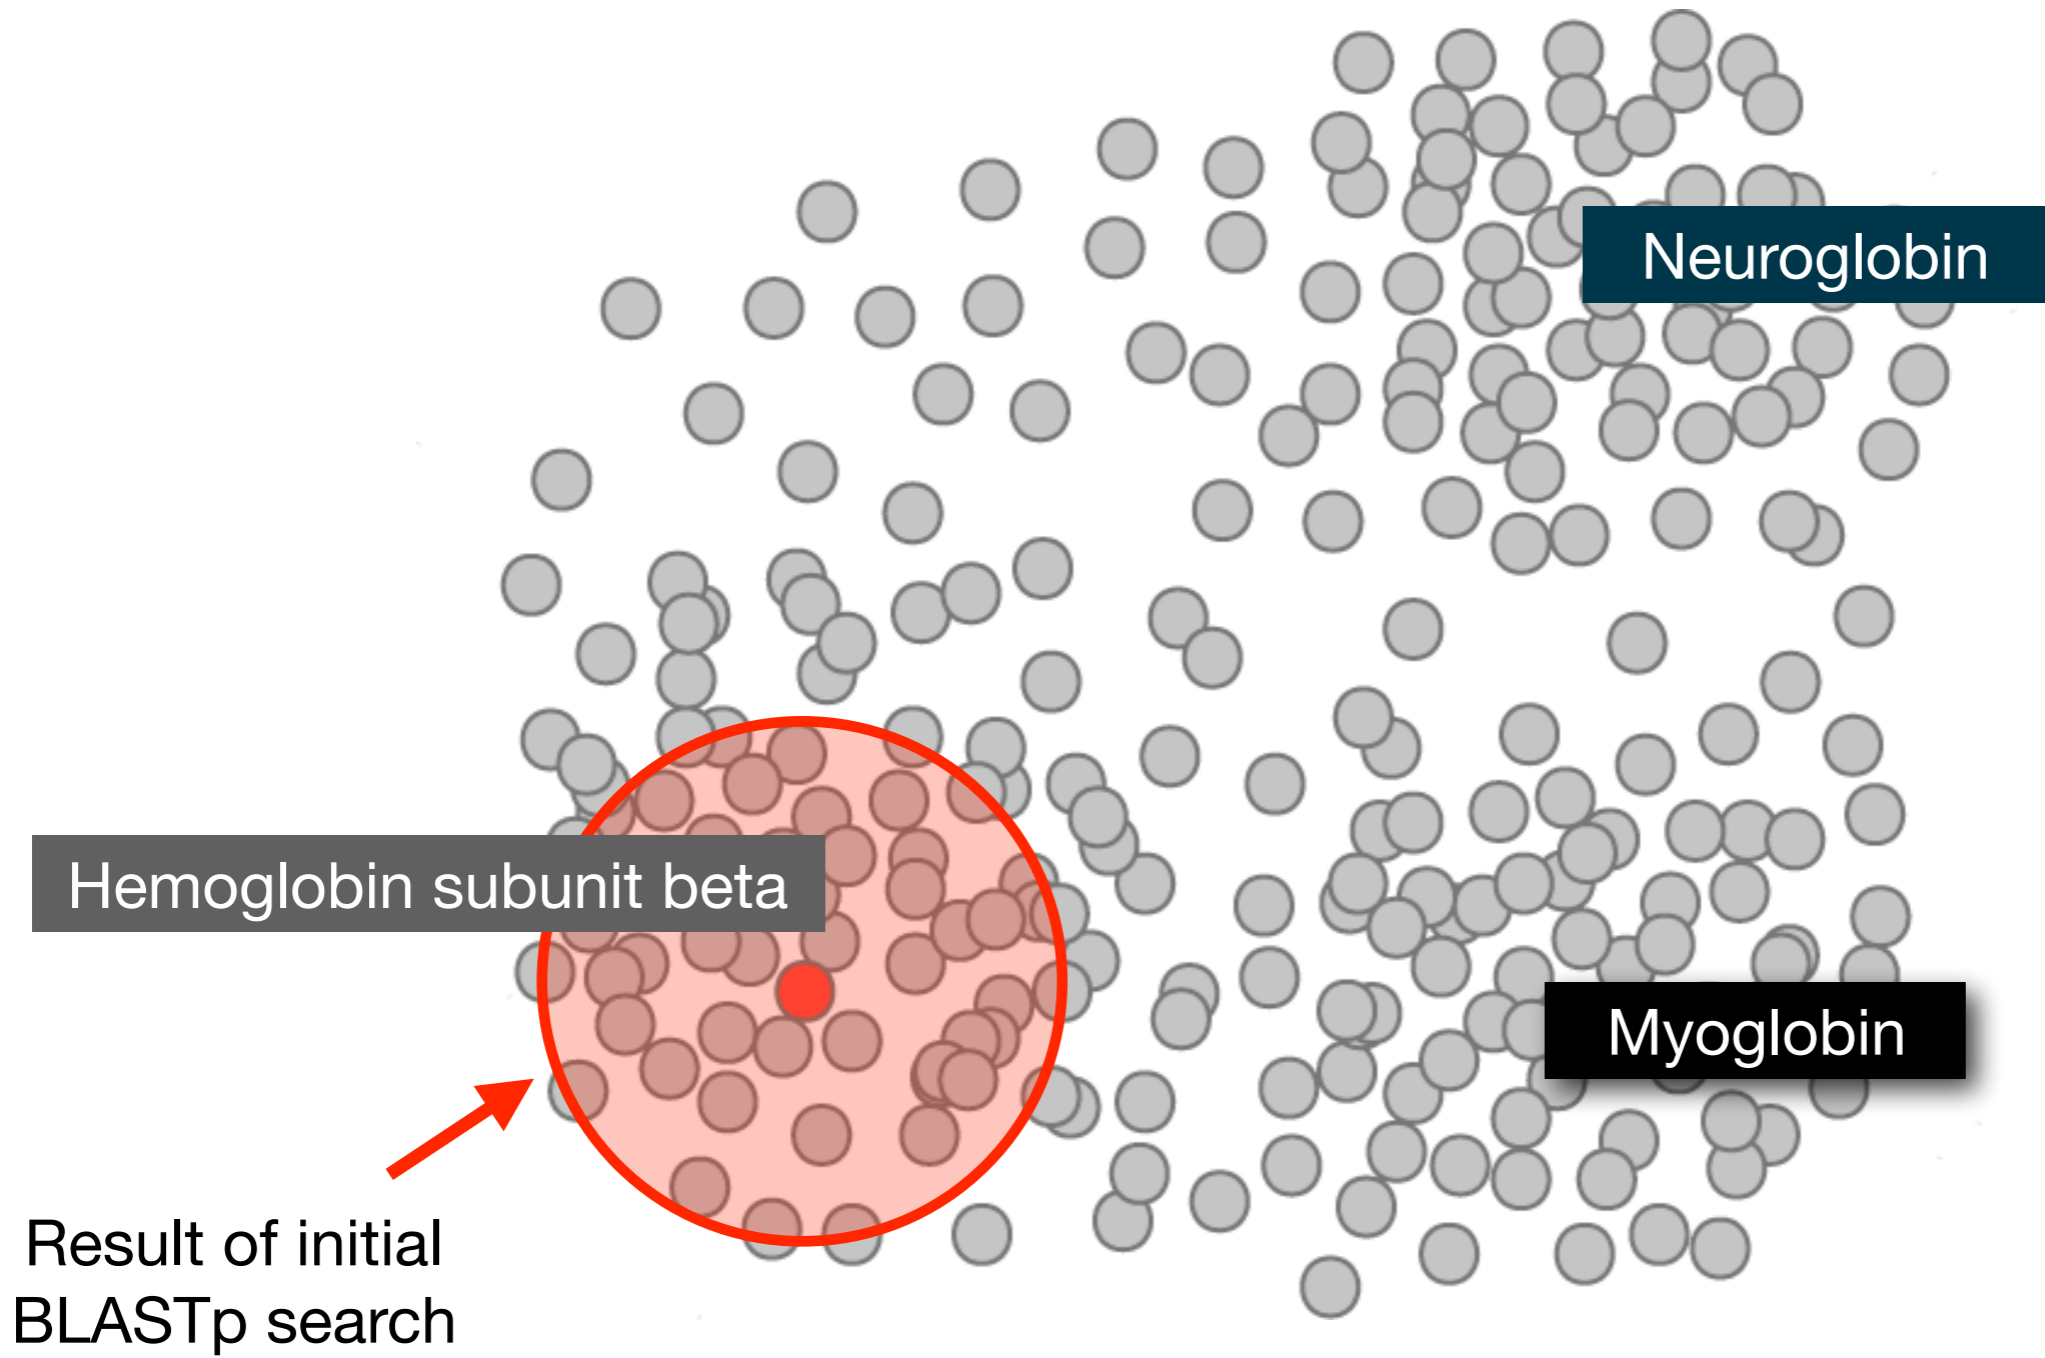 Neuroglobin
Hemoglobin subunit beta
Myoglobin
Result of initial
BLASTp search